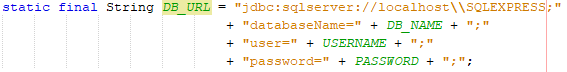 static final String DB_URL = "jdbc:sqlserver://localhost\\SQLEXPRESS;"
+ "databaseName=" + DB_NAME + ";"
+ "user=" + USERNAME + ";"
+ "password=" + PASSWORD + ";";